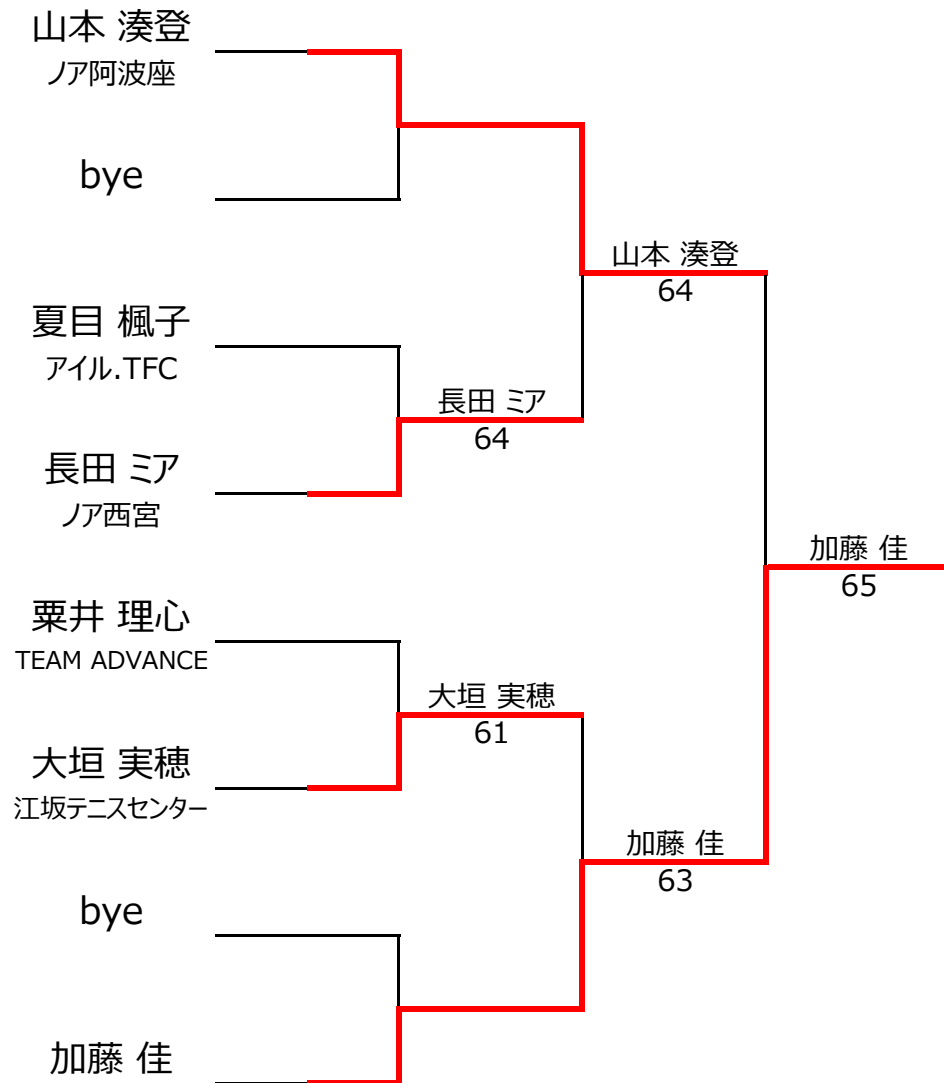 山本 湊登
ノア阿波座
bye
山本 湊登
64
夏目 楓子
アイル.TFC
長田 ミア
64
長田 ミア
ノア西宮
加藤 佳
65
粟井 理心
TEAM ADVANCE
大垣 実穂
61
大垣 実穂
江坂テニスセンター
加藤 佳
63
bye
加藤 佳